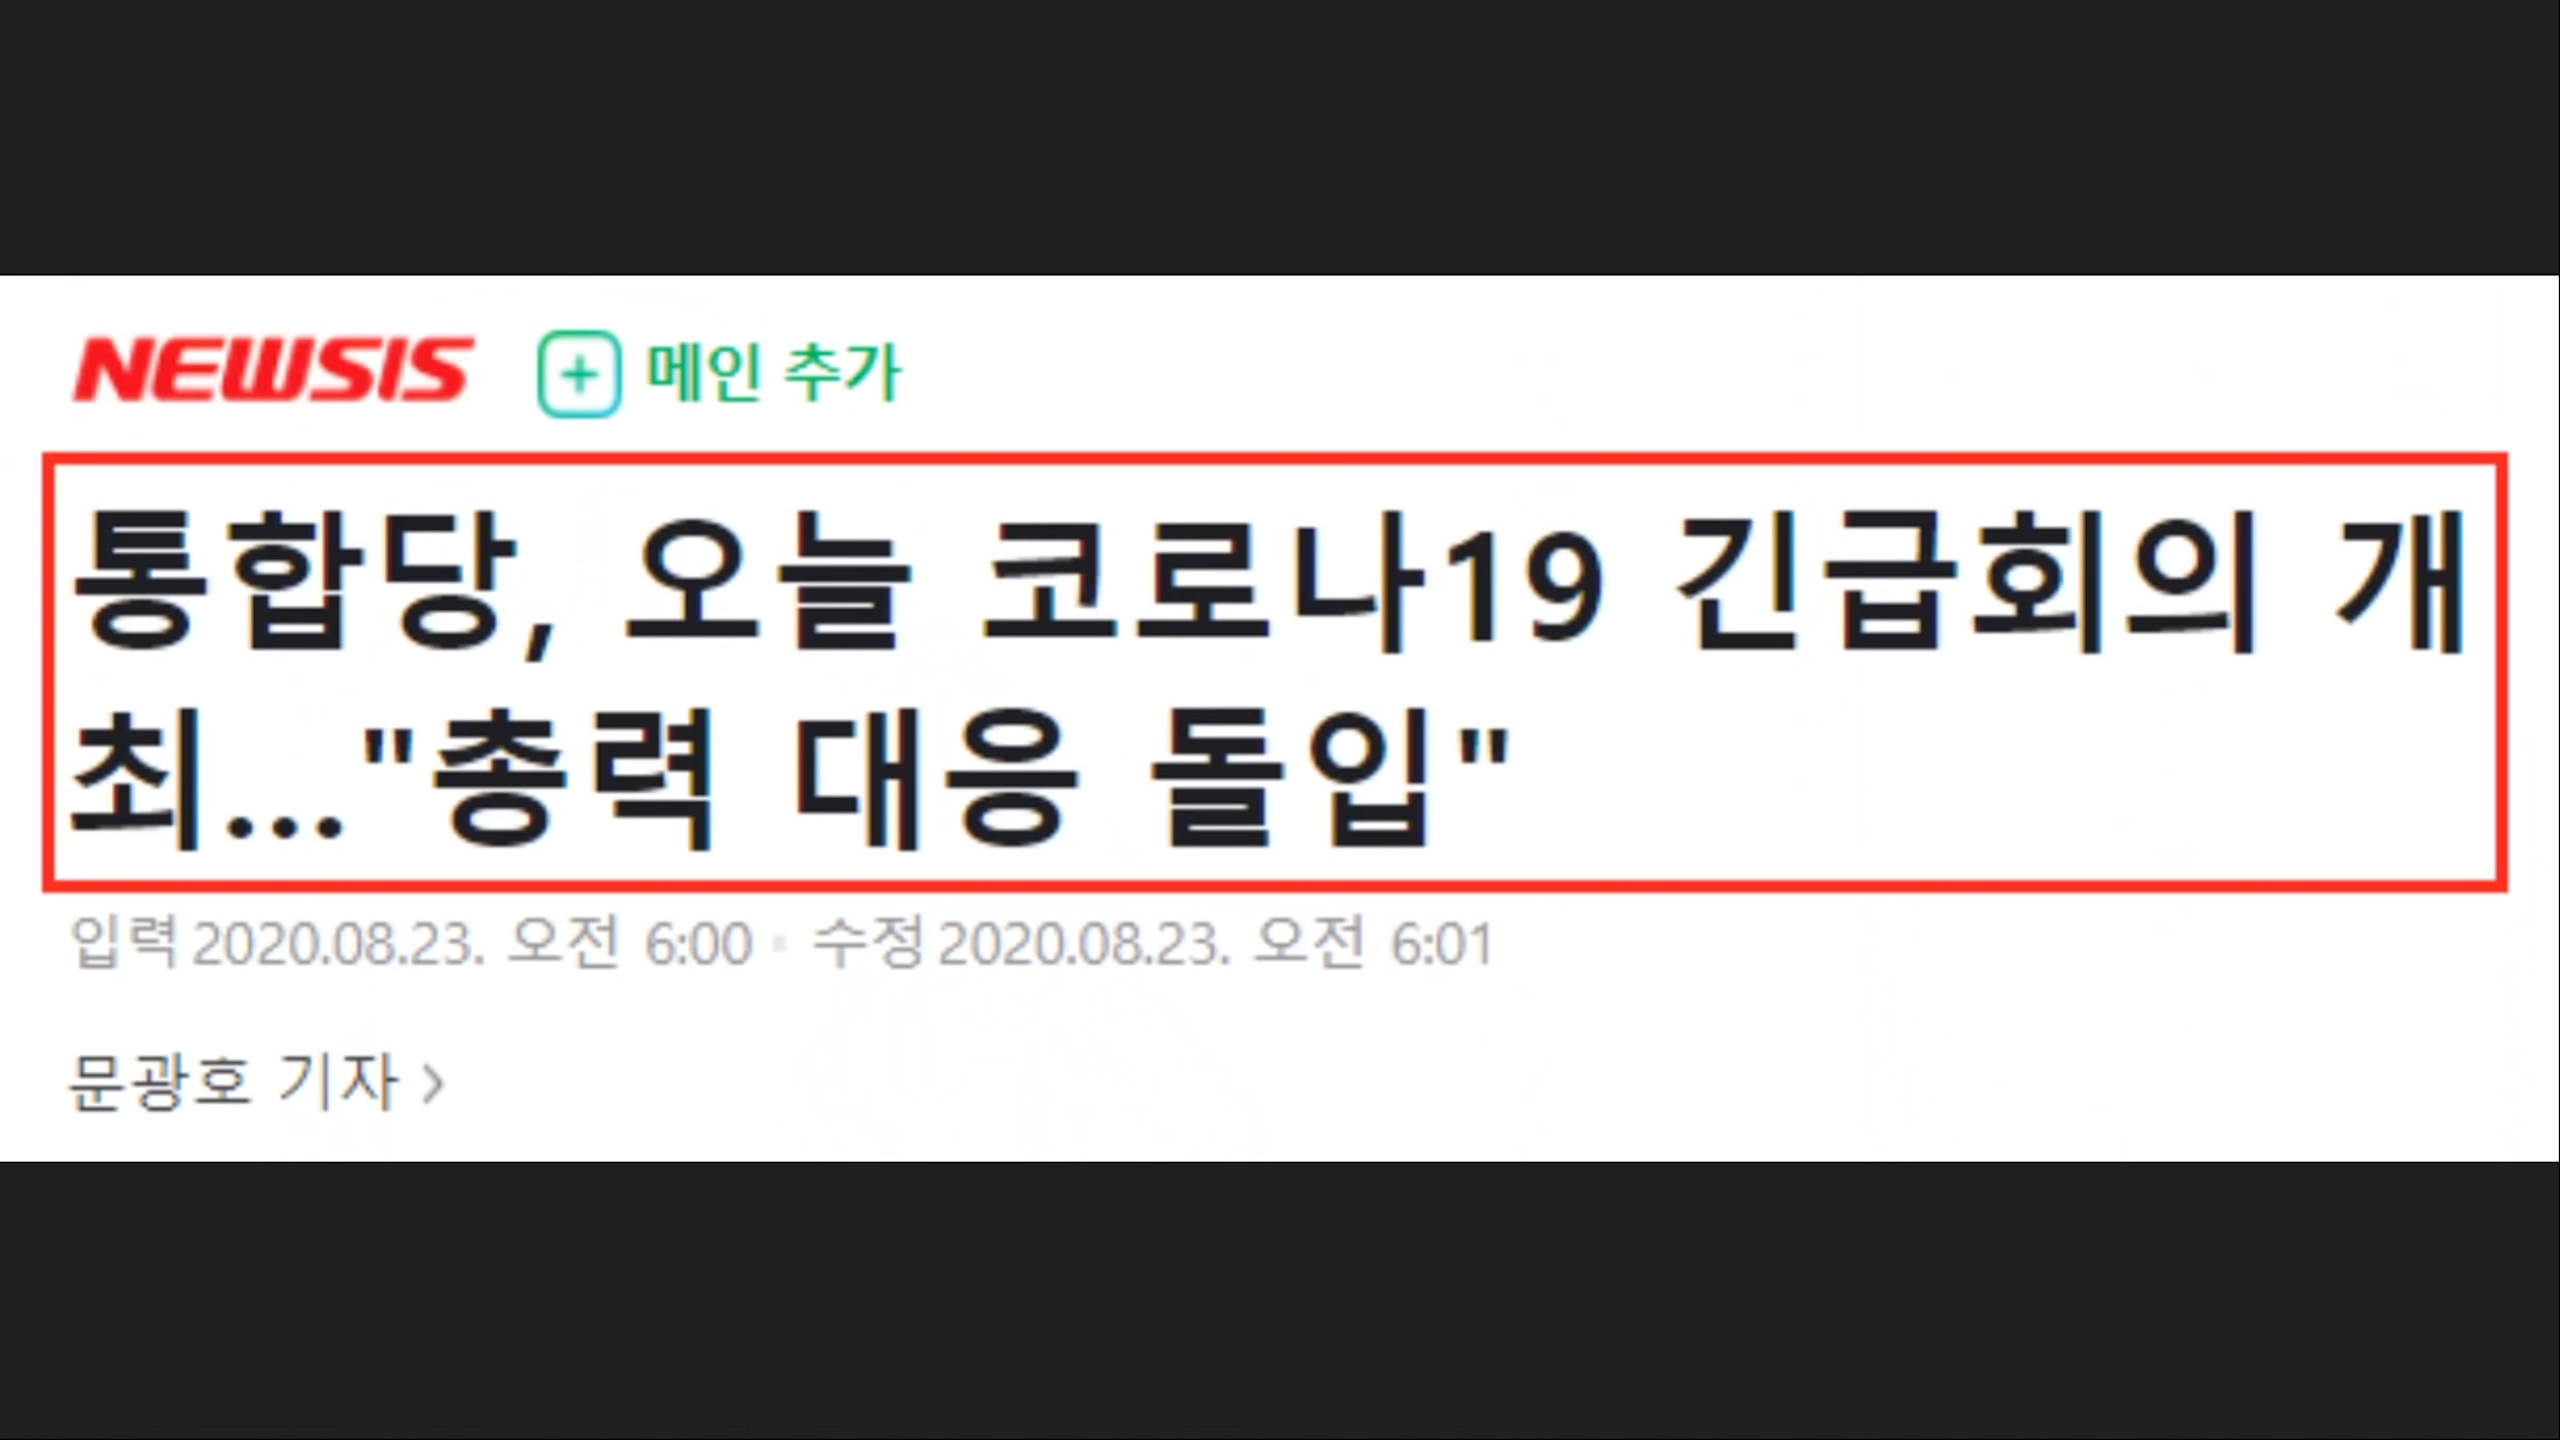 NEWSIS 메인 추가
통합당, 오늘 코로나19 긴급회의 개
최..."총력 대응 돌입"
입력 2020.08.23. 오전 6:00 · 수정 2020.08.23. 오전 6:01
문광호 기자 >